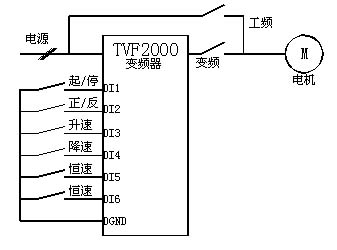 工频
电源
TVF2000
变频器
变频
M
电机
起/停
DI1
正/反
DI2
升速
DI3
降速
DI4
恒速
DI5
恒速
DI6
DGND